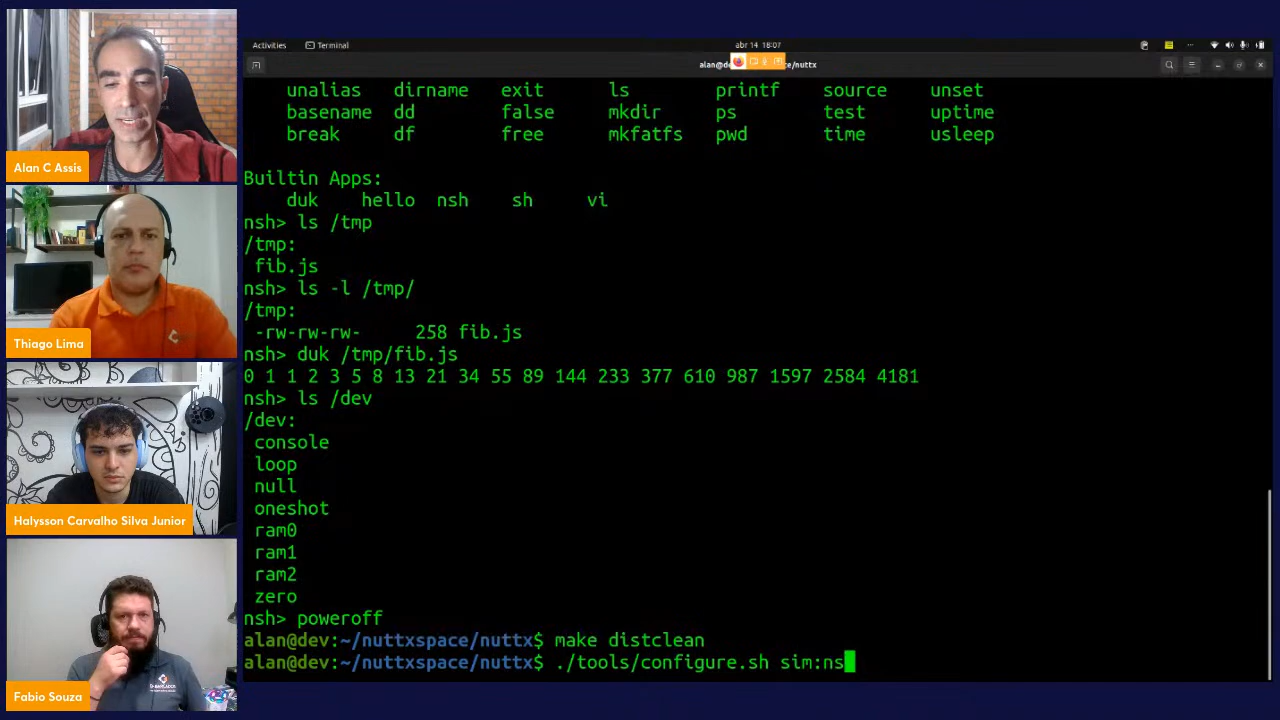 Alan C Assis
Thiago Lima
Halysson Carvalho Silva Junior
Fabio Souza
Activities Terminal abr 14 18:07
alan@de e/nuttx
unalias dirname exit ls printf source unset
basename dd false mkdir ps test uptime
break df free mkfatfs pwd time usleep
Builtin Apps:
duk hello nsh sh vi
nsh> ls /tmp
/tmp:
fib.js
nsh> ls -l /tmp/
/tmp:
-rw-rw-rw- 258 fib.js
nsh> duk /tmp/fib.js
0 1 1 2 3 5 8 13 21 34 55 89 144 233 377 610 987 1597 2584 4181
nsh> ls /dev
/dev:
console
loop
null
oneshot
ram0
ram1
ram2
zero
nsh> poweroff
alan@dev:~/nuttxspace/nuttx$ make distclean
alan@dev:~/nuttxspace/nuttx$ ./tools/configure.sh sim:ns